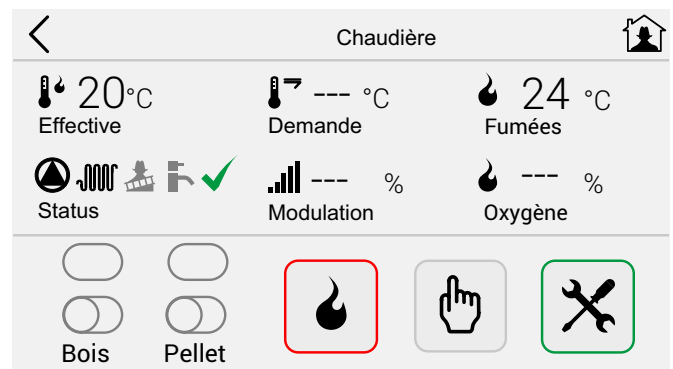 Chaudière
20°C --- °C 24 °C
Effective Demande Fumées
--- % --- %
Status Modulation Oxygène
Bois Pellet